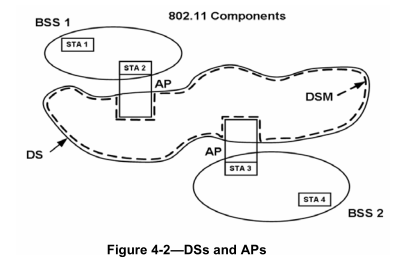 802.11 Components
BSS 1
STA 1
STA 2
AP
DSM
DS
AP
STA 3
STA 4
BSS 2
Figure 4-2—DSs and APs